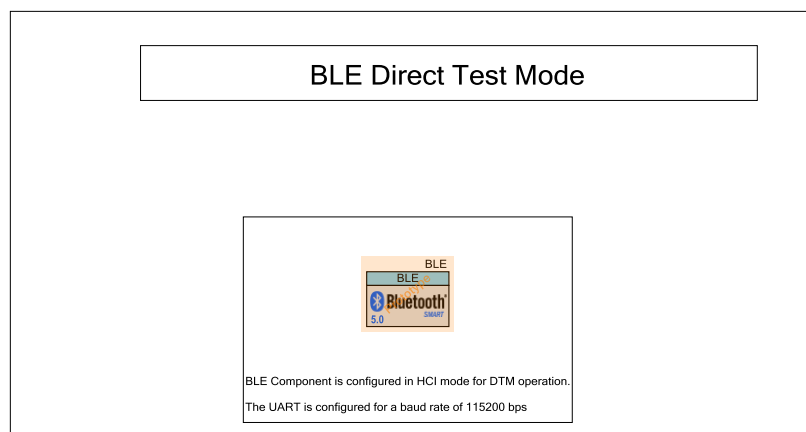 BLE Direct Test Mode
BLE
BLE
prototype
Bluetooth®
SMART
5.0
BLE Component is configured in HCI mode for DTM operation.
The UART is configured for a baud rate of 115200 bps